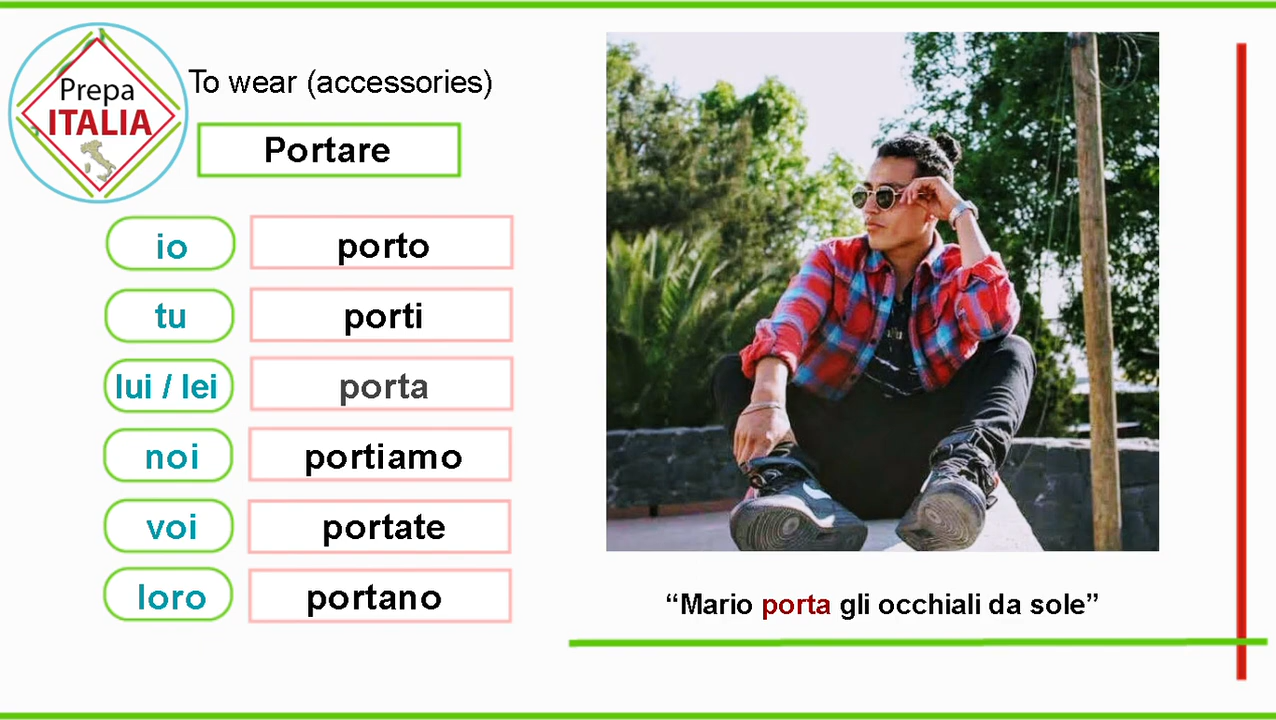 Prepa
ITALIA
To wear (accessories)
Portare
io porto
tu porti
lui / lei porta
noi portiamo
voi portate
loro portano
“Mario porta gli occhiali da sole”